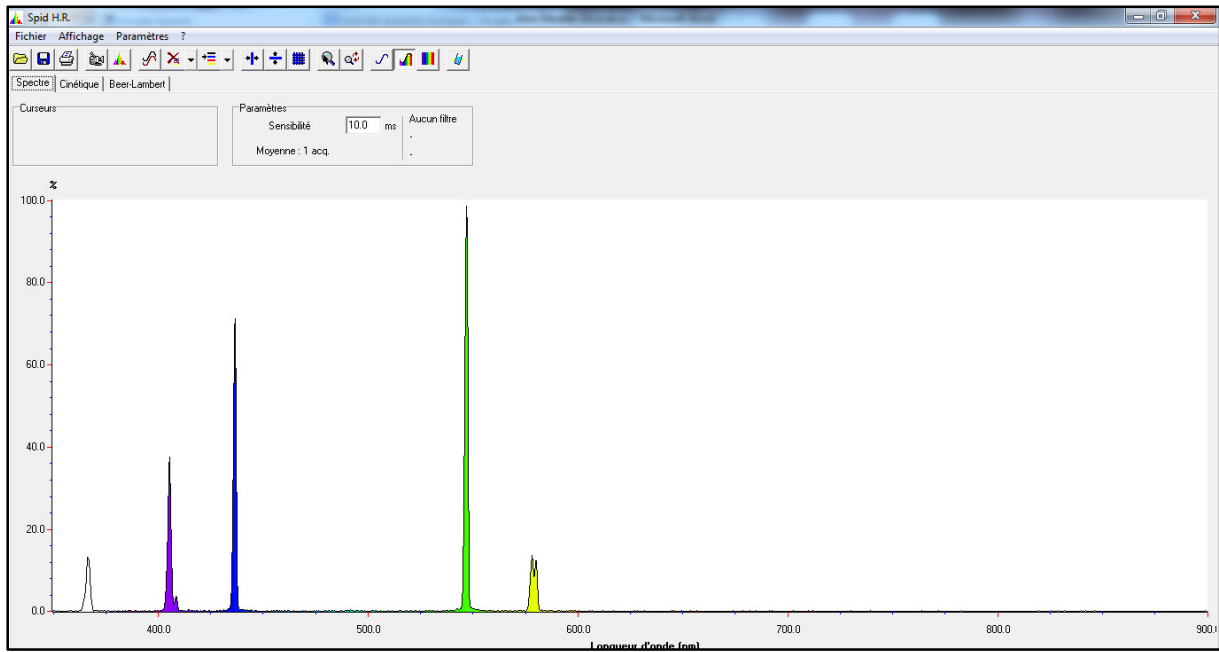 Spid H.R.
Fichier Affichage Paramètres ?
Spectre Cinétique Beer-Lambert
Curseurs
Paramètres
Sensibilité 10.0 ms
Aucun filtre
Moyenne : 1 acq.
%
100.0
80.0
60.0
40.0
20.0
0.0
400.0 500.0 600.0 700.0 800.0 900.
Longueur d'onde [nm]